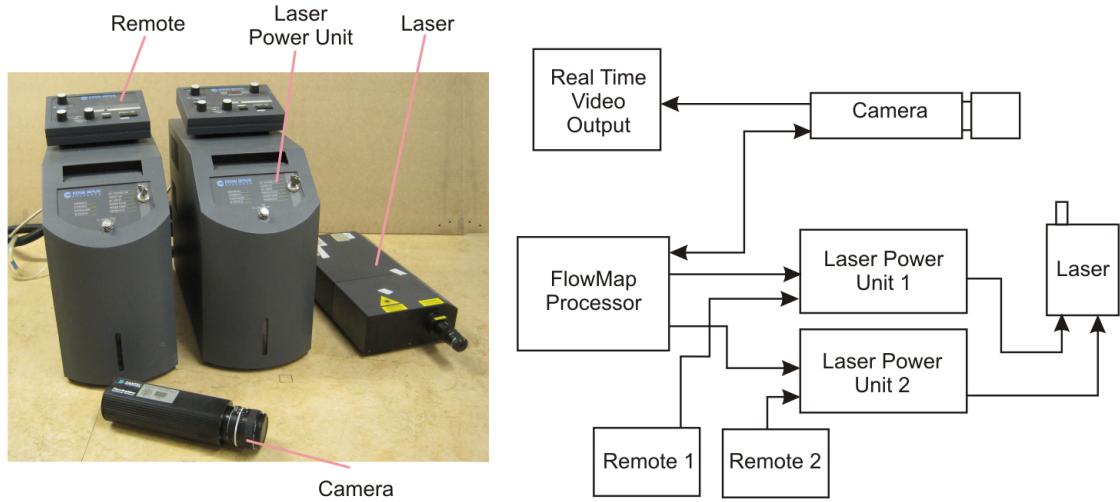 Remote
Laser
Power Unit
Laser
Camera
Real Time
Video
Output
Camera
FlowMap
Processor
Laser Power
Unit 1
Laser
Laser Power
Unit 2
Remote 1
Remote 2